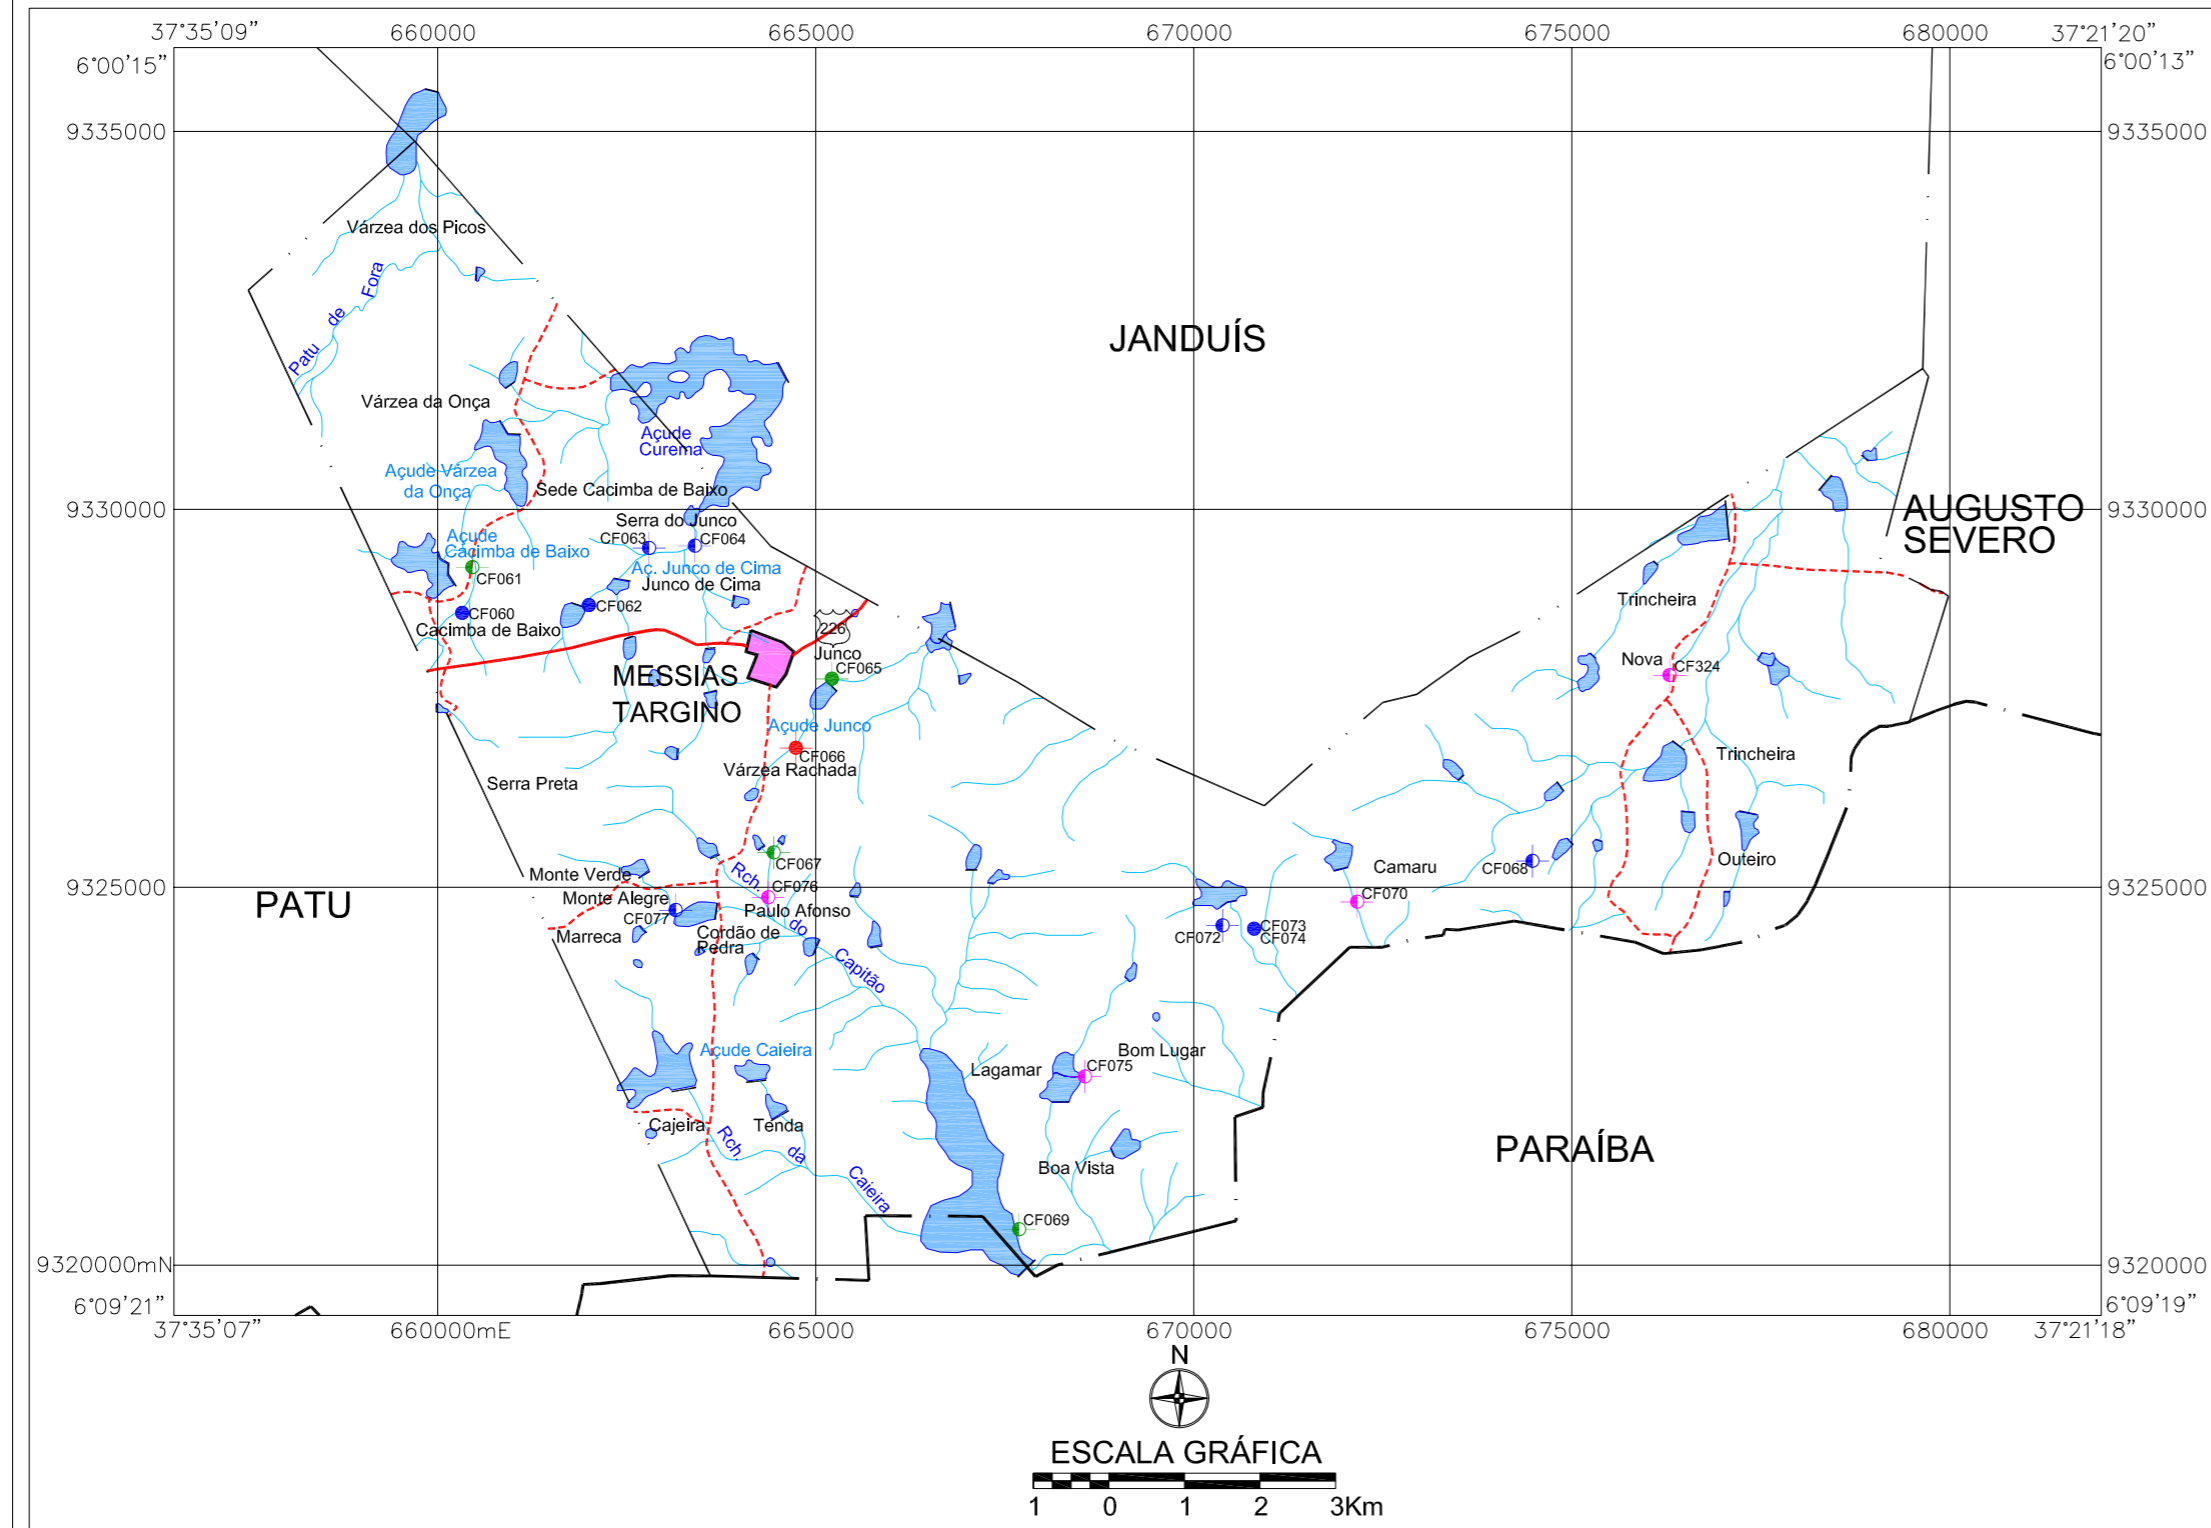 37°35'09"
660000
665000
670000
675000
680000
37°21'20"
6°00'15"
6°00'13"
9335000
9335000
Várzea dos Picos
Patu de Fora
JANDUÍS
Várzea da Onça
Açude
Curema
Açude Várzea
da Onça
Sede Cacimba de Baixo
9330000
9330000
AUGUSTO
SEVERO
Serra do Junco
CF063
CF064
Açude
Cacimba de Baixo
Aç. Junco de Cima
Junco de Cima
CF061
CF060
CF062
Cacimba de Baixo
Trincheira
226
Junco
CF065
Nova
CF324
MESSIAS
TARGINO
Açude Junco
CF066
Várzea Rachada
Trincheira
Serra Preta
CF067
Camaru
CF068
Outeiro
Monte Verde
PATU
9325000
9325000
Monte Alegre
CF077
CF076
Paulo Afonso
CF070
Marreca
Cordão de
Pedra
CF072
CF073
CF074
Rch. do Capitão
Açude Caieira
Bom Lugar
Lagamar
CF075
Cajeira
Tenda
PARAÍBA
Rch. da Caieira
Boa Vista
CF069
9320000mN
9320000
6°09'21"
6°09'19"
37°35'07"
660000mE
665000
670000
675000
680000
37°21'18"
N
ESCALA GRÁFICA
1 0 1 2 3Km